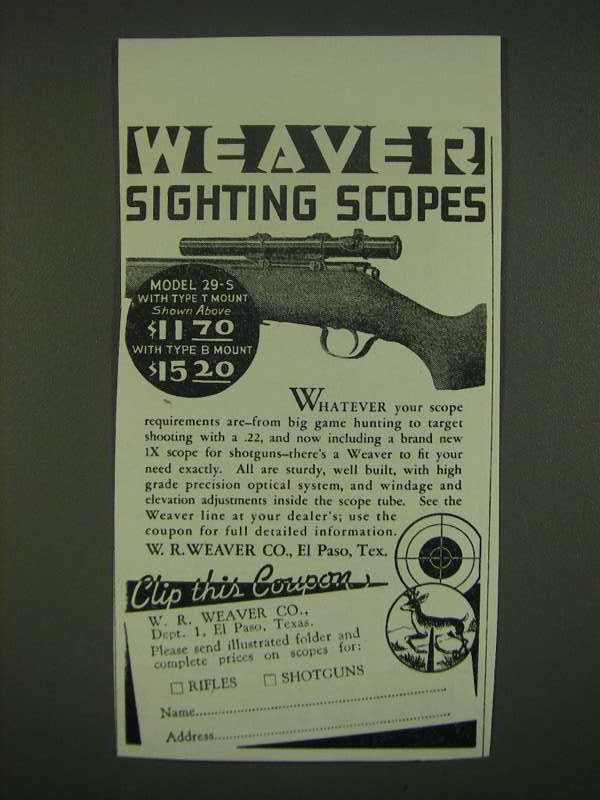 WEAVER
SIGHTING SCOPES
MODEL 29-S
WITH TYPE T MOUNT
Shown Above
$11 70
WITH TYPE B MOUNT
$15 20
WHATEVER your scope
requirements are—from big game hunting to target
shooting with a .22, and now including a brand new
1X scope for shotguns—there's a Weaver to fit your
need exactly. All are sturdy, well built, with high
grade precision optical system, and windage and
elevation adjustments inside the scope tube. See the
Weaver line at your dealer's; use the
coupon for full detailed information.
W. R. WEAVER CO., El Paso, Tex.
Clip this Coupon
W. R. WEAVER CO.,
Dept. 1, El Paso, Texas.
Please send illustrated folder and
complete prices on scopes for:
□ RIFLES □ SHOTGUNS
Name................................
Address................................